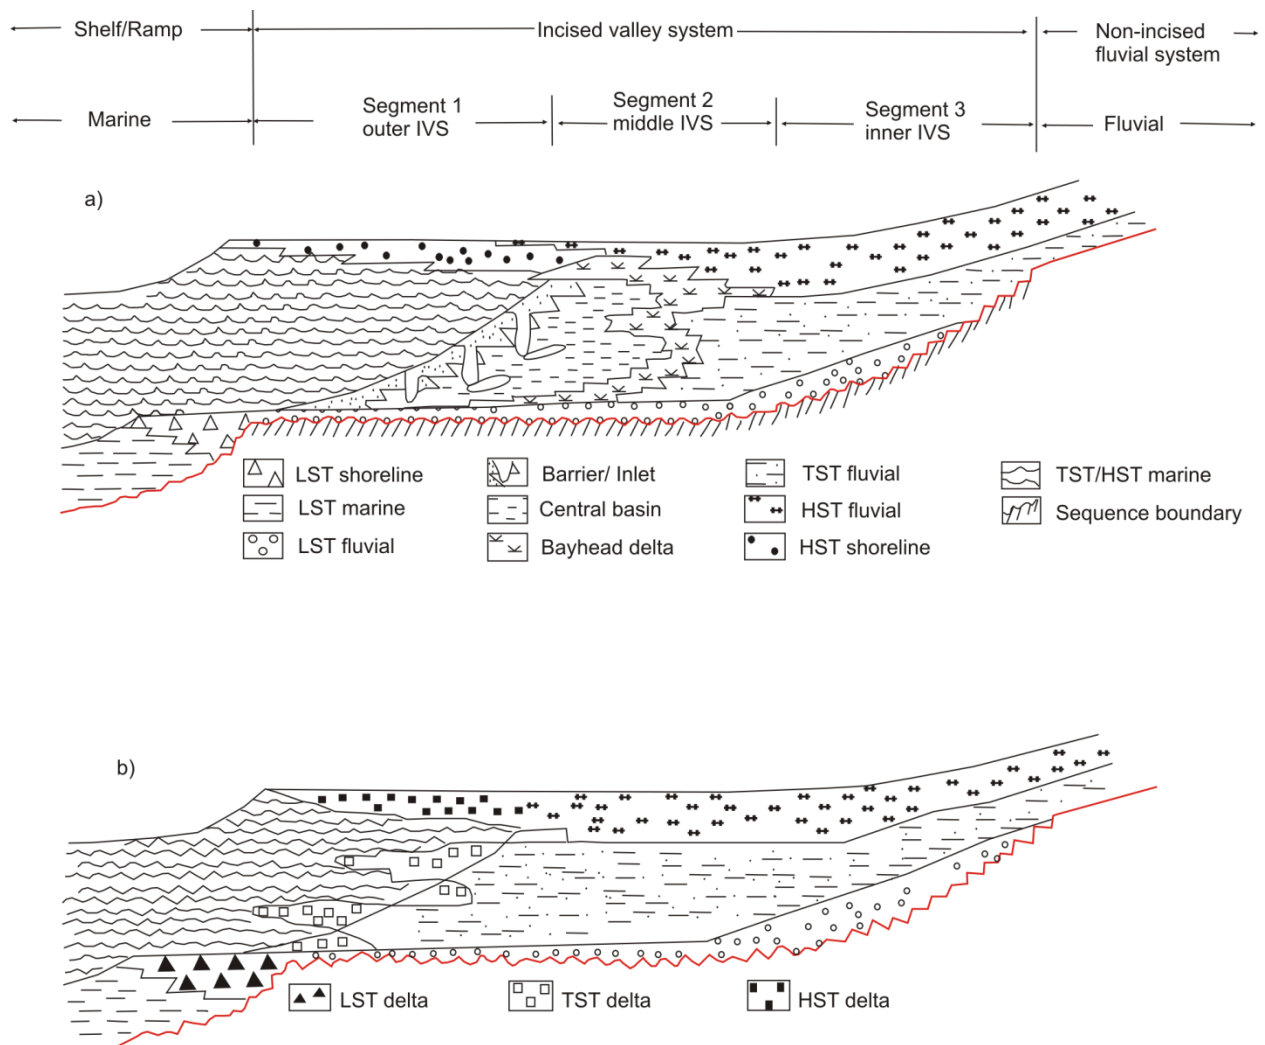 Shelf/Ramp
Incised valley system
Non-incised
fluvial system
Marine
Segment 1
outer IVS
Segment 2
middle IVS
Segment 3
inner IVS
Fluvial
a)
LST shoreline
Barrier/ Inlet
TST fluvial
TST/HST marine
LST marine
Central basin
HST fluvial
Sequence boundary
LST fluvial
Bayhead delta
HST shoreline
b)
LST delta
TST delta
HST delta